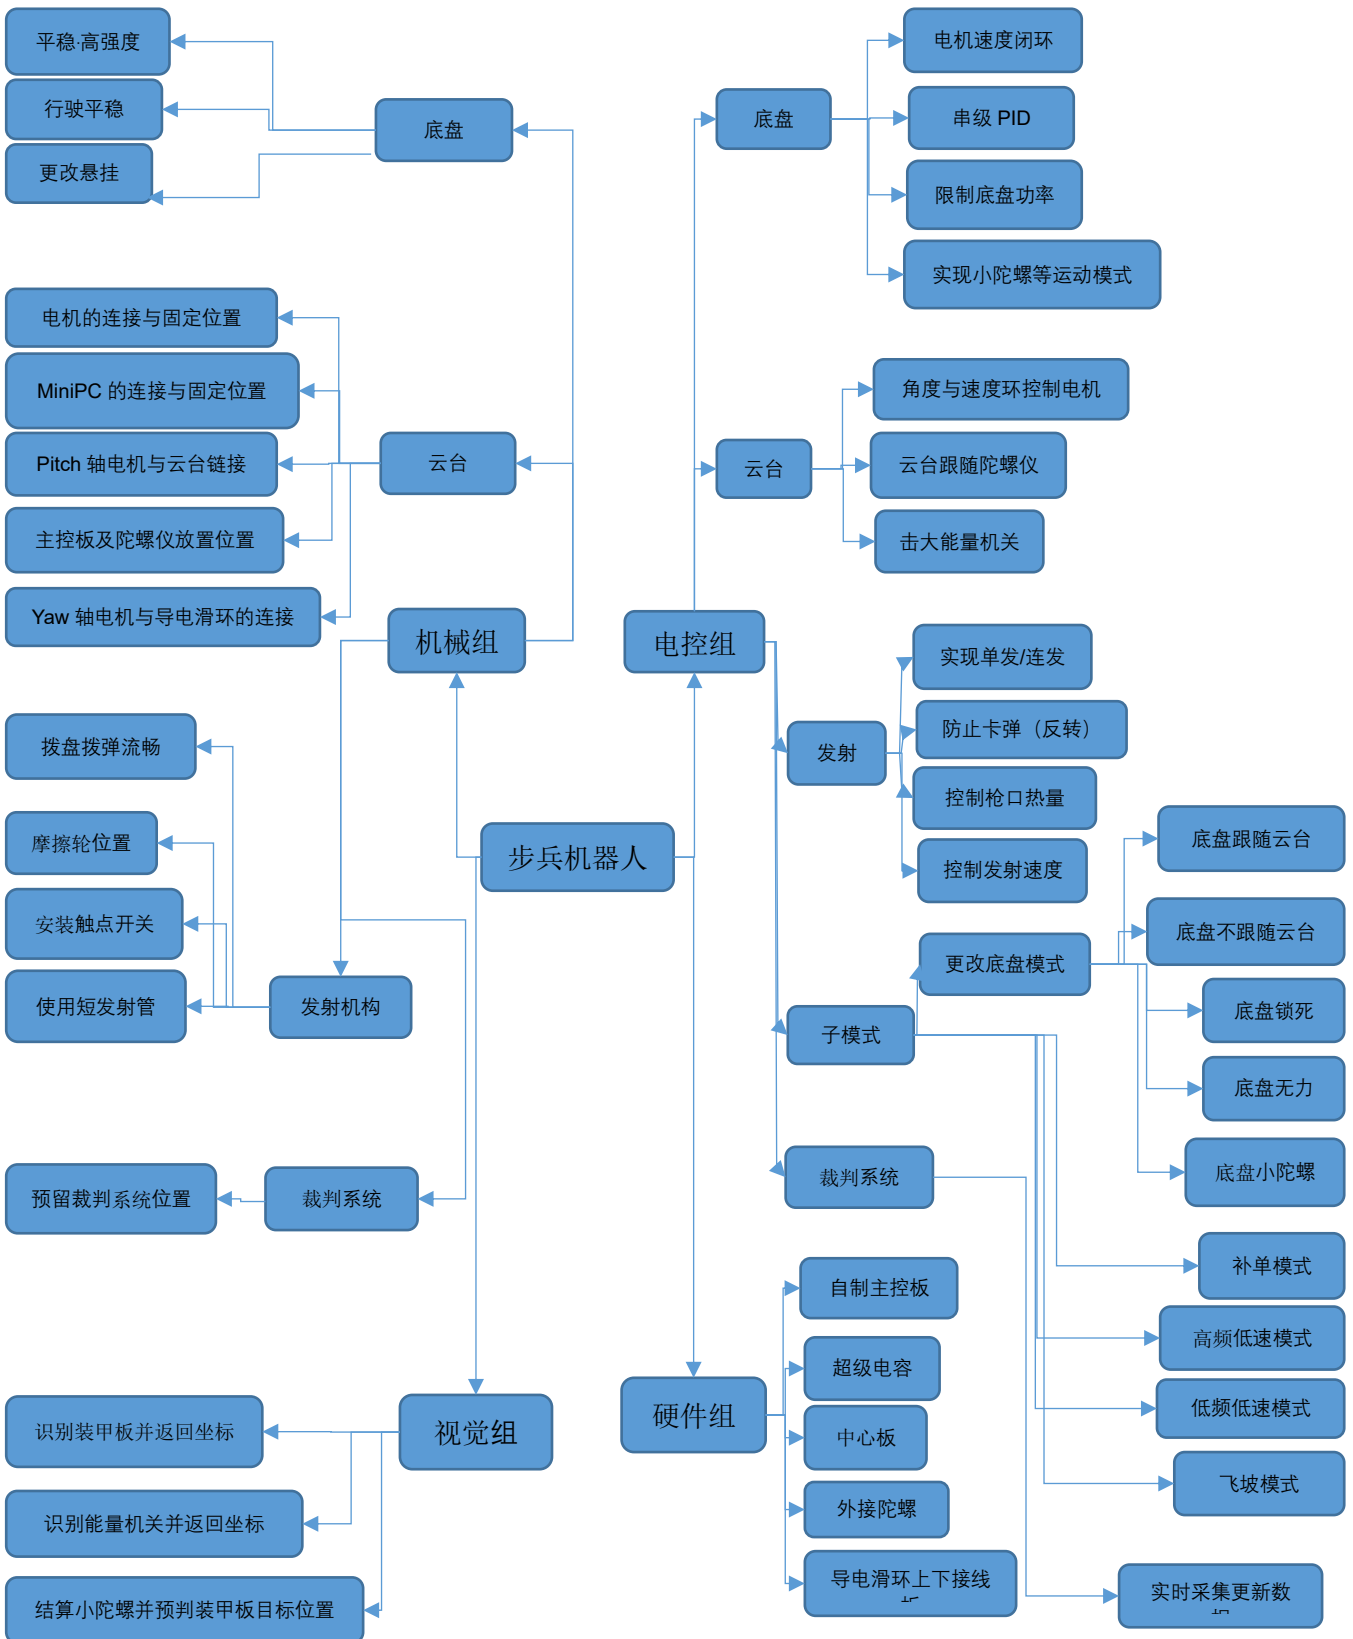 平稳·高强度
行驶平稳
更改悬挂
底盘
电机的连接与固定位置
MiniPC 的连接与固定位置
Pitch 轴电机与云台链接
主控板及陀螺仪放置位置
Yaw 轴电机与导电滑环的连接
云台
机械组
拨盘拨弹流畅
摩擦轮位置
安装触点开关
使用短发射管
发射机构
预留裁判系统位置
裁判系统
步兵机器人
识别装甲板并返回坐标
识别能量机关并返回坐标
结算小陀螺并预判装甲板目标位置
视觉组
底盘
电机速度闭环
串级 PID
限制底盘功率
实现小陀螺等运动模式
云台
角度与速度环控制电机
云台跟随陀螺仪
击大能量机关
电控组
发射
实现单发/连发
防止卡弹（反转）
控制枪口热量
控制发射速度
子模式
更改底盘模式
底盘跟随云台
底盘不跟随云台
底盘锁死
底盘无力
底盘小陀螺
补单模式
高频低速模式
低频低速模式
飞坡模式
裁判系统
实时采集更新数
硬件组
自制主控板
超级电容
中心板
外接陀螺
导电滑环上下接线